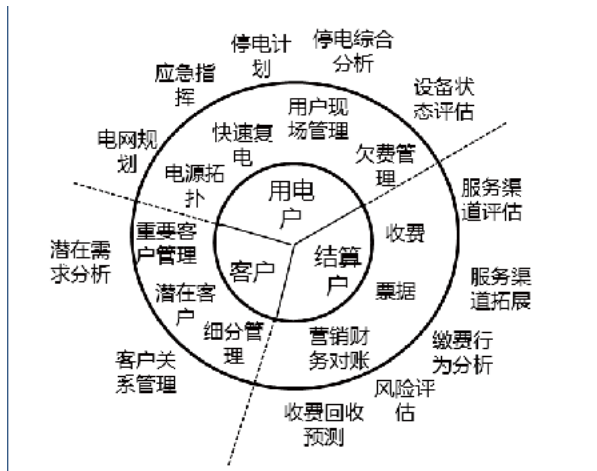 停电计
划
停电综合
分析
应急指
挥
设备状
态评估
用户现
场管理
快速复
电
电网规
划
欠费管
理
电源拓
扑
用电
户
服务渠
道评估
重要客
户管理
收费
潜在需
求分析
客户
结算
户
潜在客
户
票据
服务渠
道拓展
细分管
理
营销财
务对账
缴费行
为分析
客户关
系管理
风险评
估
收费回收
预测